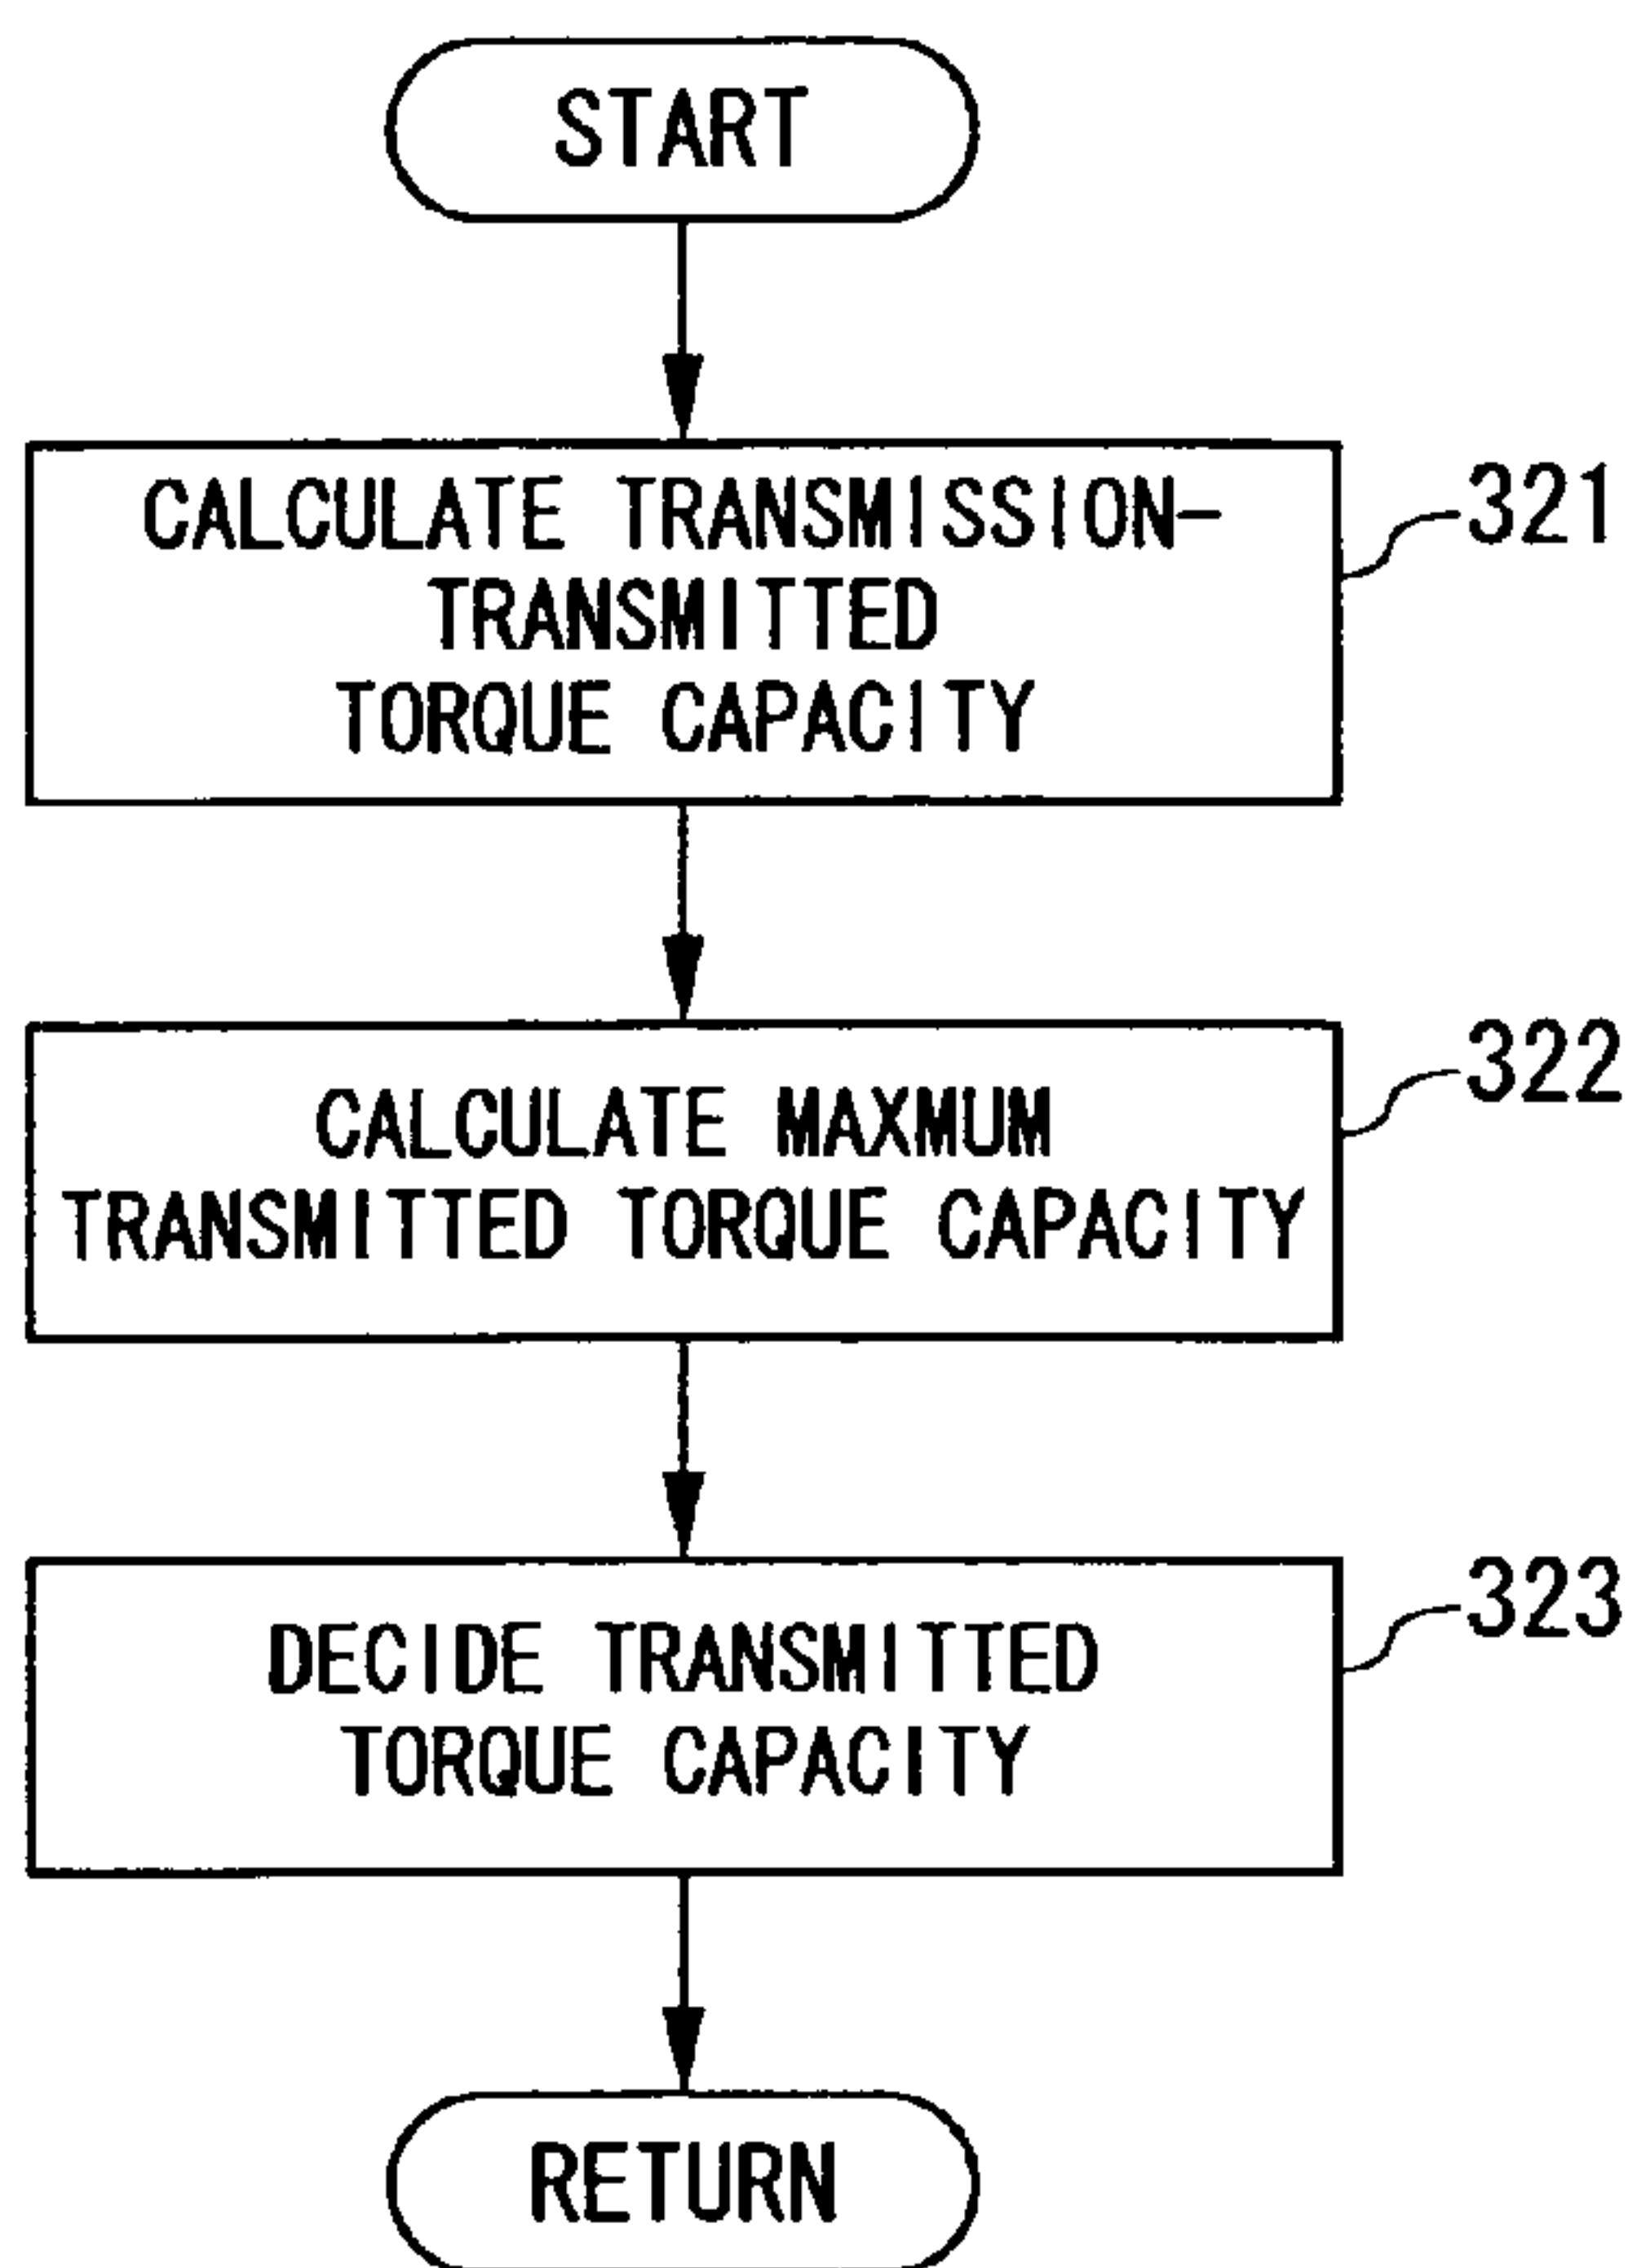 START
CALCULATE TRANSMISSION-
TRANSMITTED
TORQUE CAPACITY
321
CALCULATE MAXMUM
TRANSMITTED TORQUE CAPACITY
322
DECIDE TRANSMITTED
TORQUE CAPACITY
323
RETURN